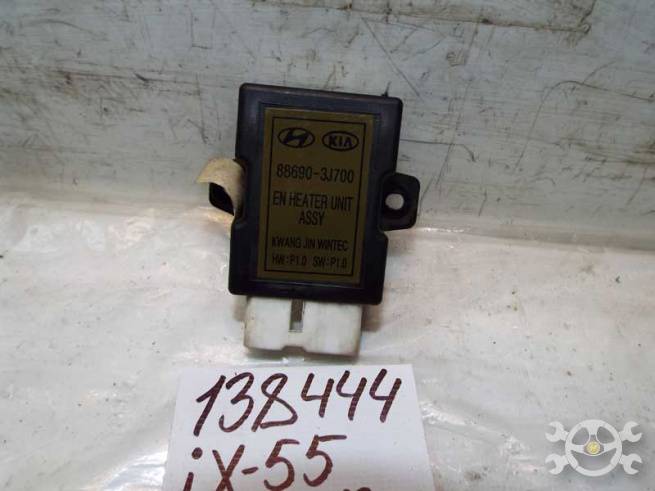 KIA
88690-3J700
EN HEATER UNIT
ASSY
KWANG JIN WINTEC
HW:P1.0 SW:P1.0
138444
iX-55